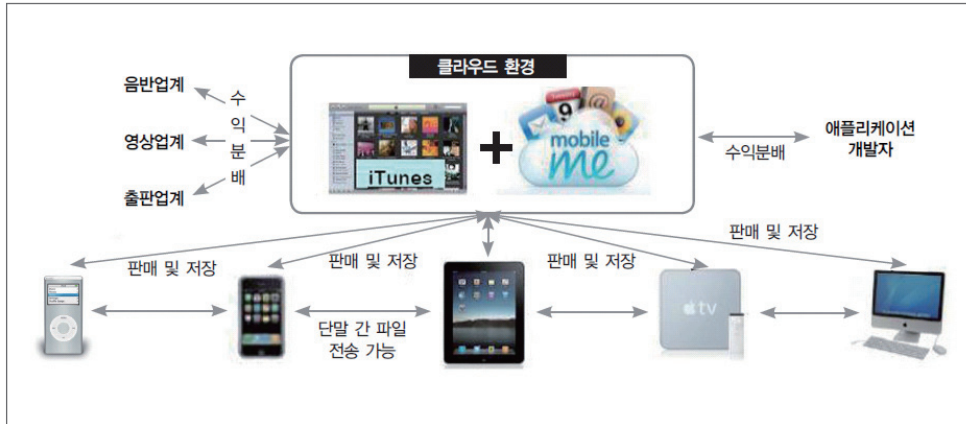 클라우드 환경
음반업계
영상업계
출판업계
수
익
분
배
iTunes
+
9
@
mobile
me
수익분배
애플리케이션
개발자
판매 및 저장
판매 및 저장
판매 및 저장
판매 및 저장
단말 간 파일
전송 가능
tv